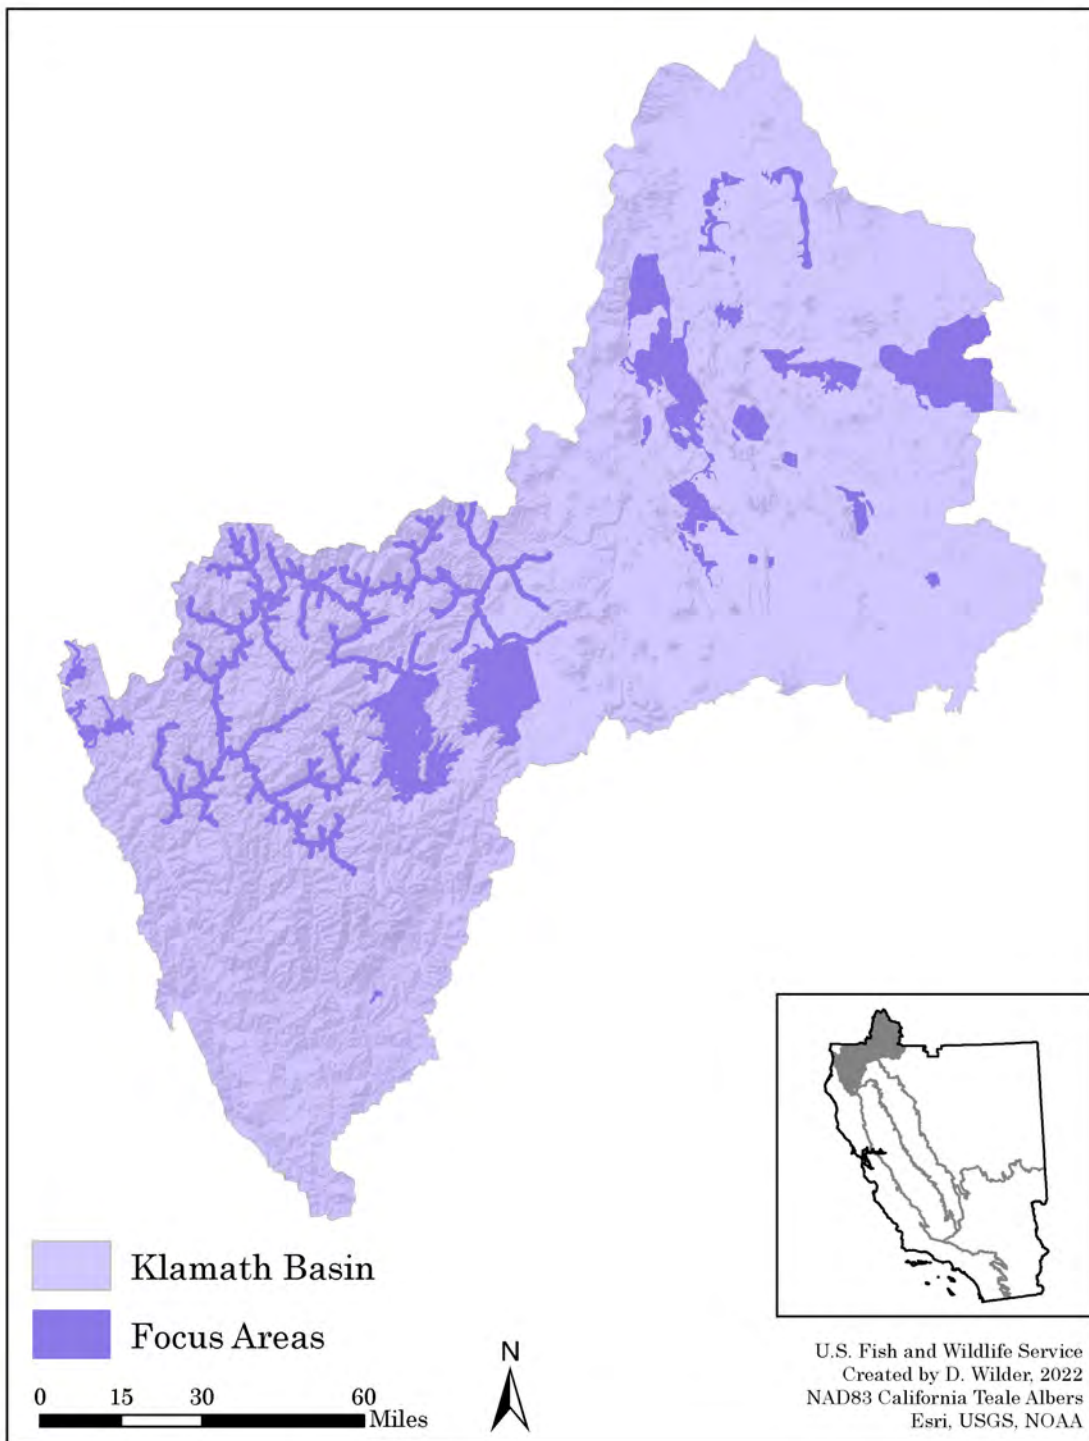 Klamath Basin
Focus Areas
N
0 15 30 60
Miles
U.S. Fish and Wildlife Service
Created by D. Wilder, 2022
NAD83 California Teale Albers
Esri, USGS, NOAA